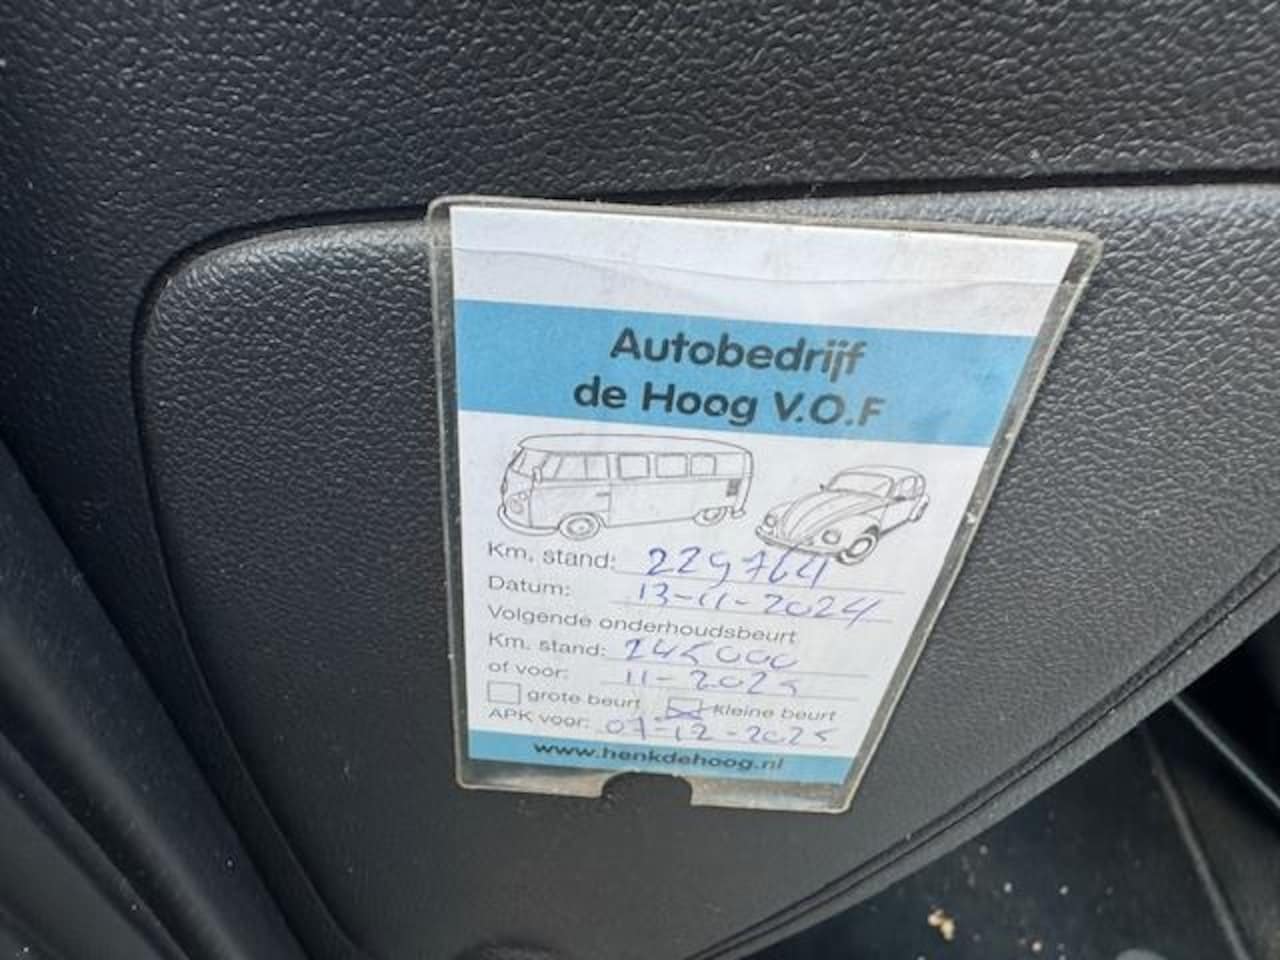 Autobedrijf
de Hoog V.O.F
Km. stand: 229764
Datum: 13-11-2024
Volgende onderhoudsbeurt
Km. stand: 245000
of voor: 11-2025
grote beurt kleine beurt
APK voor: 07-12-2025
www.henkdehoog.nl